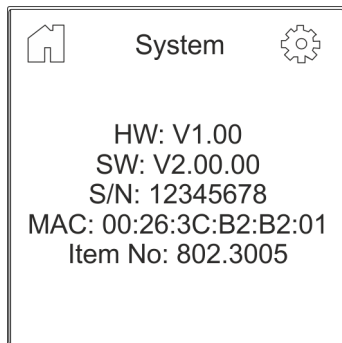 System
HW: V1.00
SW: V2.00.00
S/N: 12345678
MAC: 00:26:3C:B2:B2:01
Item No: 802.3005